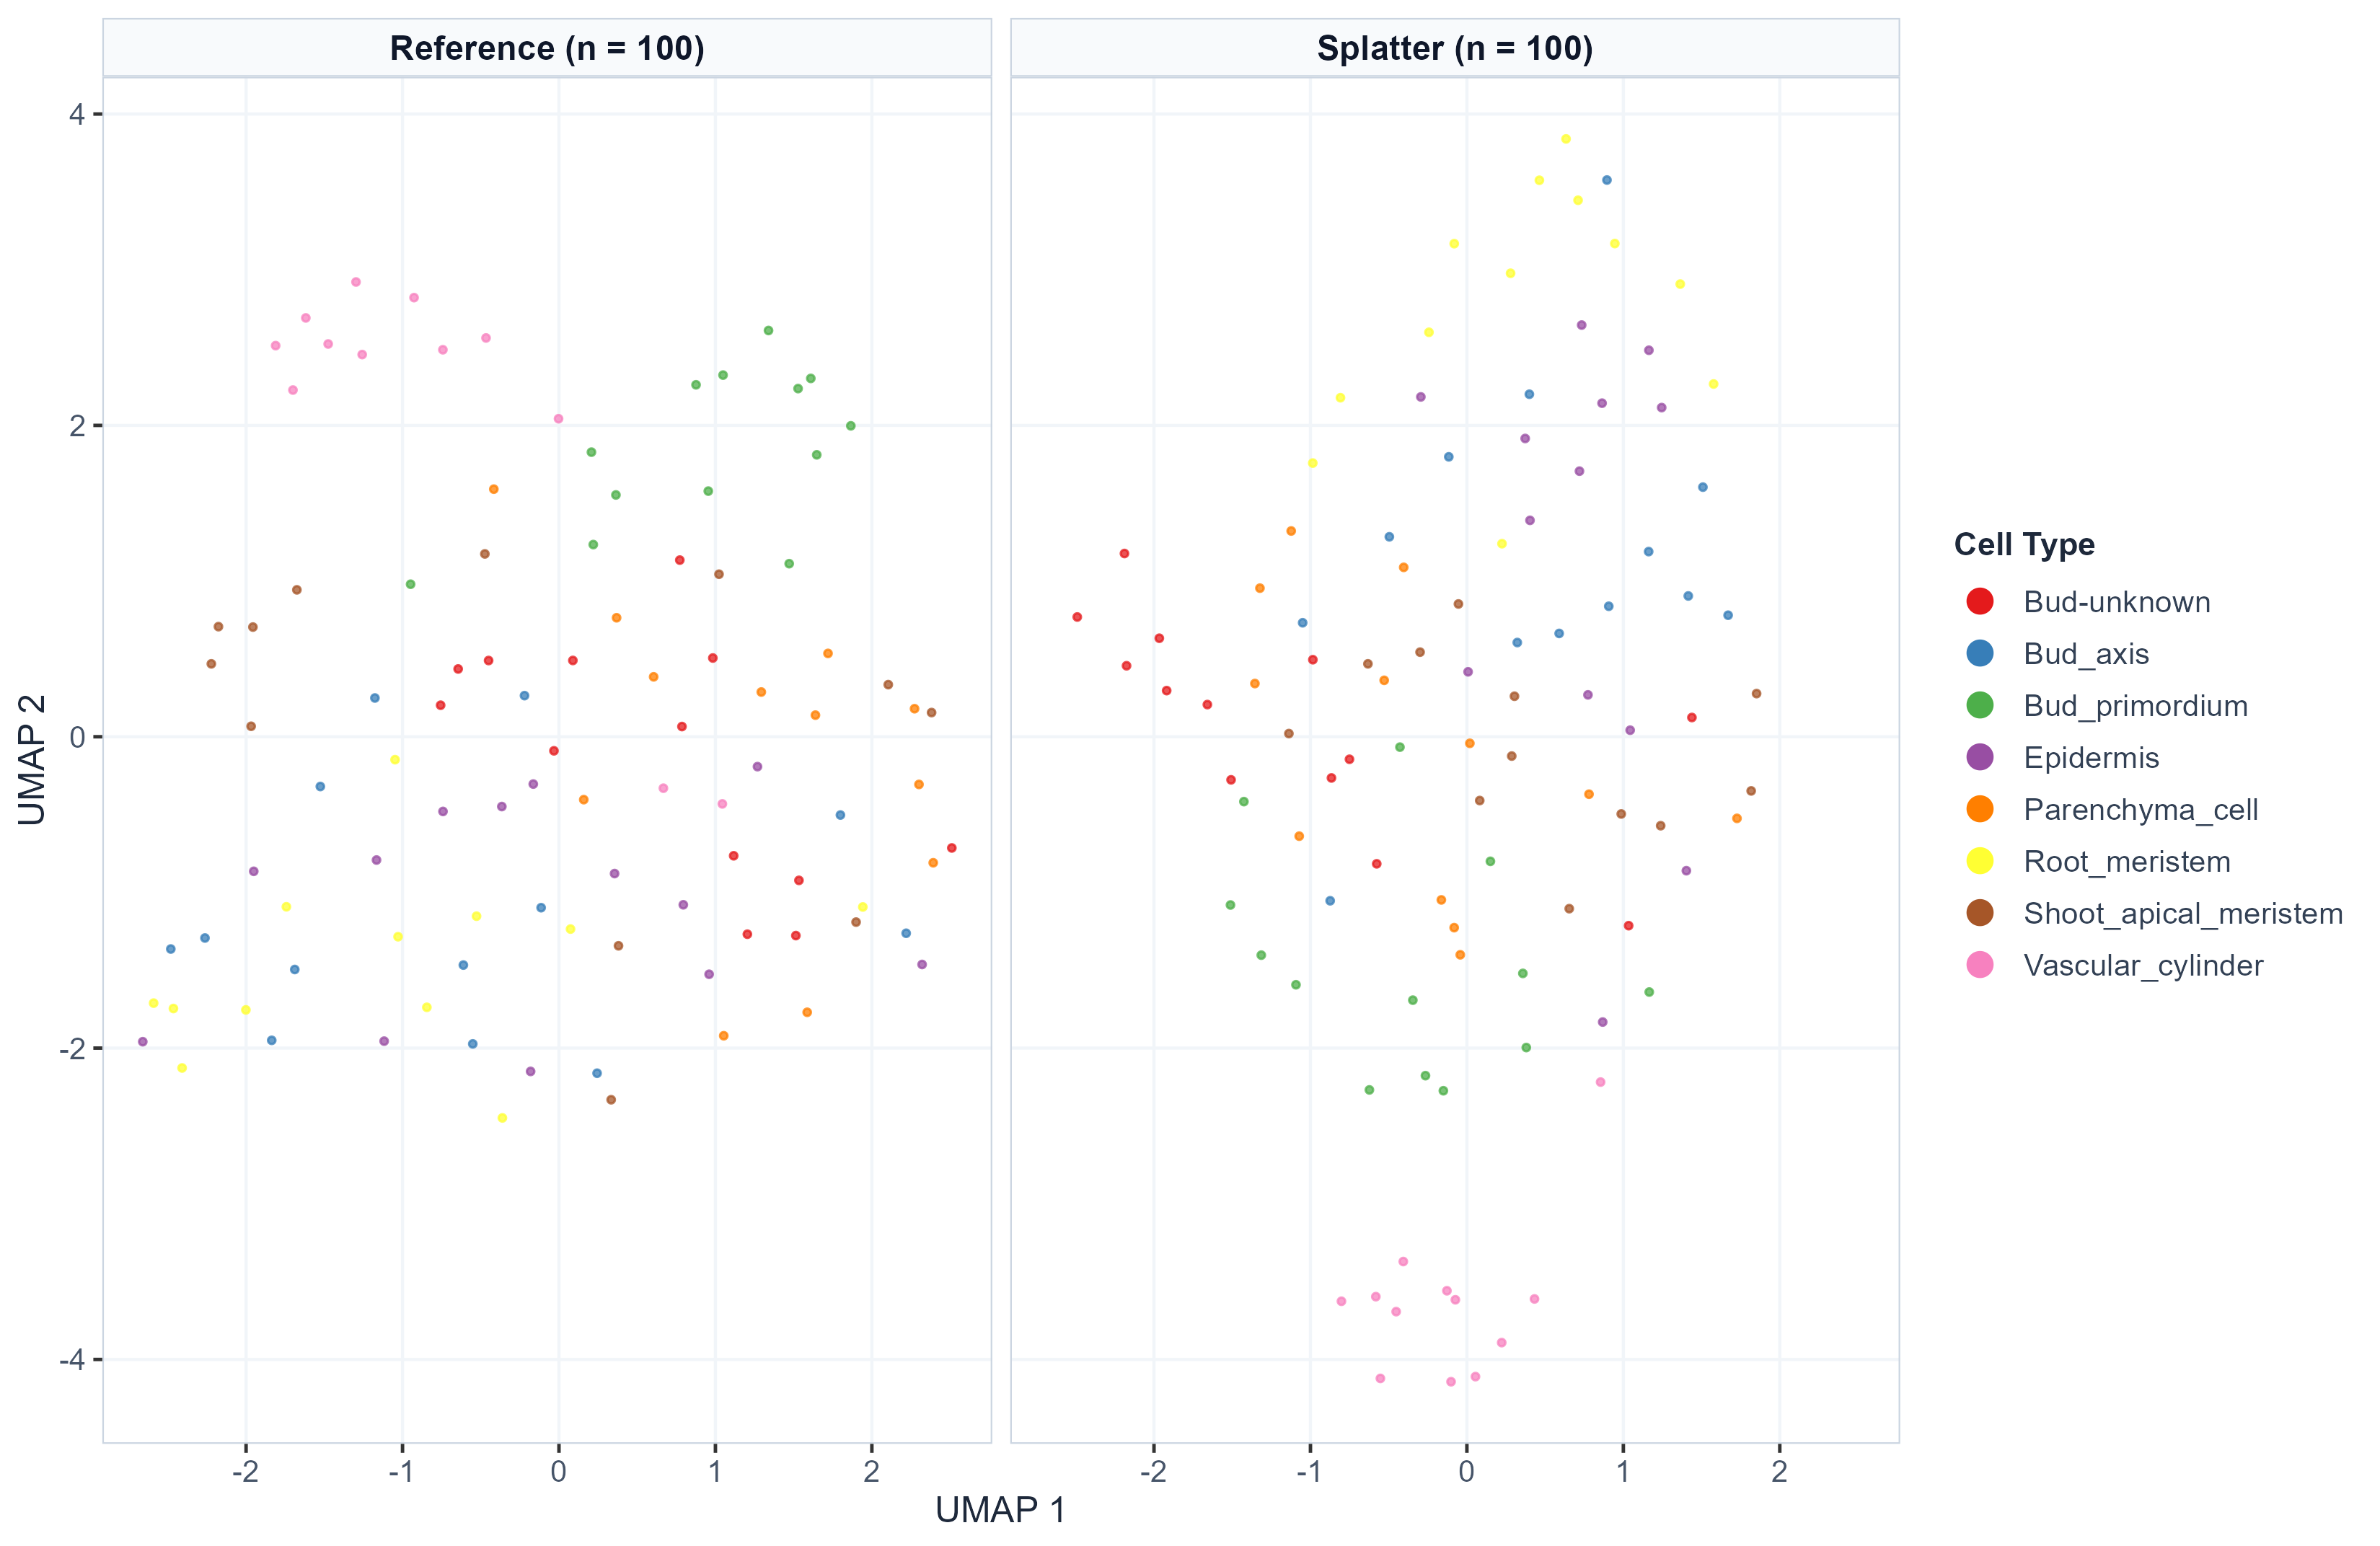 Reference (n = 100)
Splatter (n = 100)
4
2
0
-2
-4
UMAP 2
-2
-1
0
1
2
-2
-1
0
1
2
UMAP 1
Cell Type
Bud-unknown
Bud_axis
Bud_primordium
Epidermis
Parenchyma_cell
Root_meristem
Shoot_apical_meristem
Vascular_cylinder